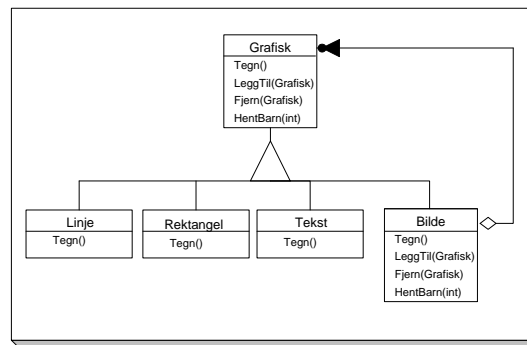 Grafisk
Tegn()
LeggTil(Grafisk)
Fjern(Grafisk)
HentBarn(int)
Linje
Tegn()
Rektangel
Tegn()
Tekst
Tegn()
Bilde
Tegn()
LeggTil(Grafisk)
Fjern(Grafisk)
HentBarn(int)